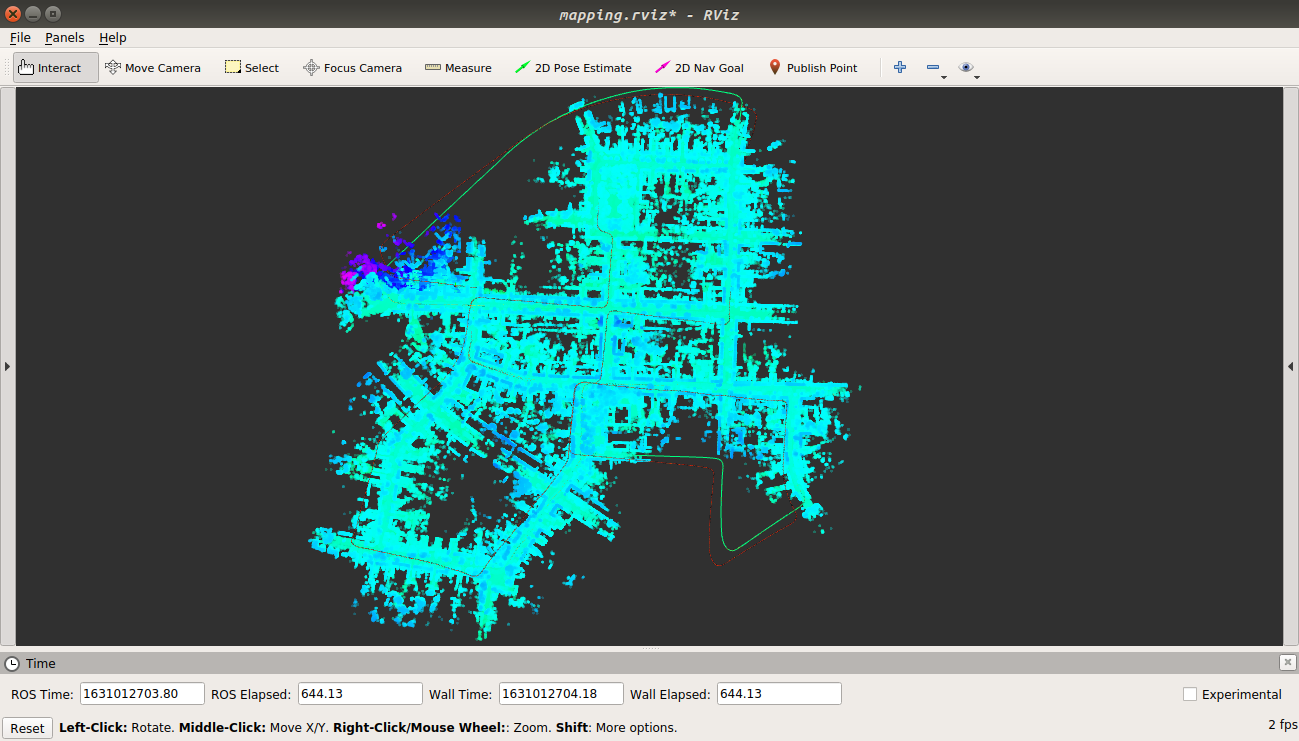 mapping.rviz* - RViz
File Panels Help
Interact Move Camera Select Focus Camera Measure 2D Pose Estimate 2D Nav Goal Publish Point
Time
ROS Time: 1631012703.80 ROS Elapsed: 644.13 Wall Time: 1631012704.18 Wall Elapsed: 644.13 Experimental
Reset Left-Click: Rotate. Middle-Click: Move X/Y. Right-Click/Mouse Wheel:: Zoom. Shift: More options. 2 fps